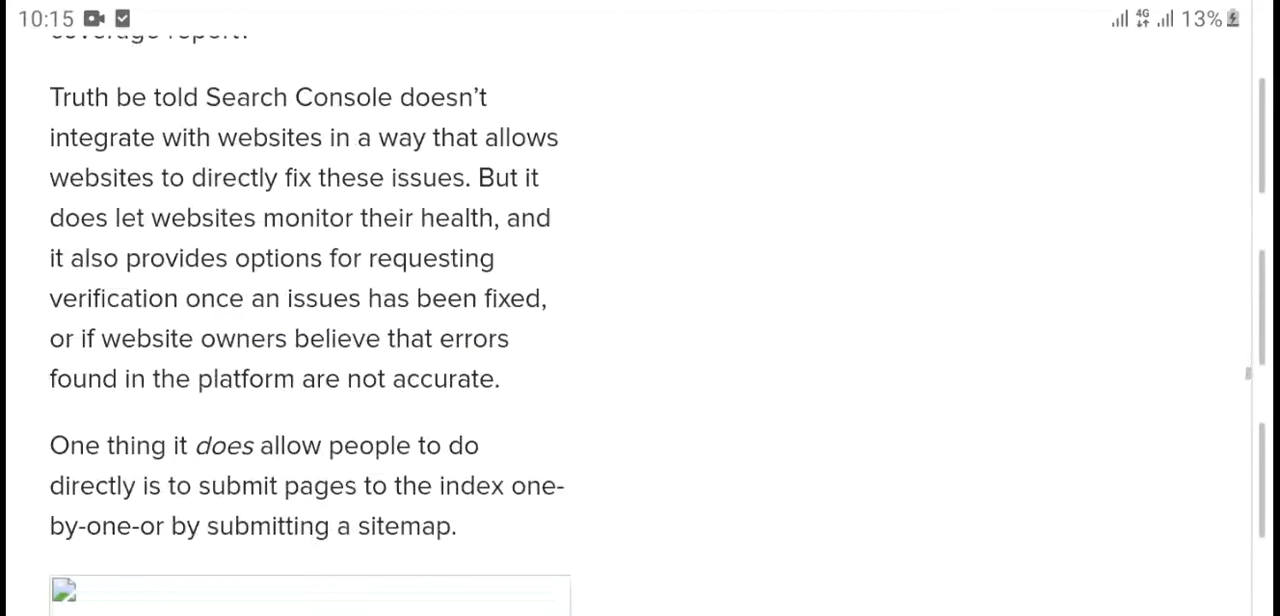 10:15
4G
13%
Truth be told Search Console doesn’t
integrate with websites in a way that allows
websites to directly fix these issues. But it
does let websites monitor their health, and
it also provides options for requesting
verification once an issues has been fixed,
or if website owners believe that errors
found in the platform are not accurate.
One thing it does allow people to do
directly is to submit pages to the index one-
by-one-or by submitting a sitemap.